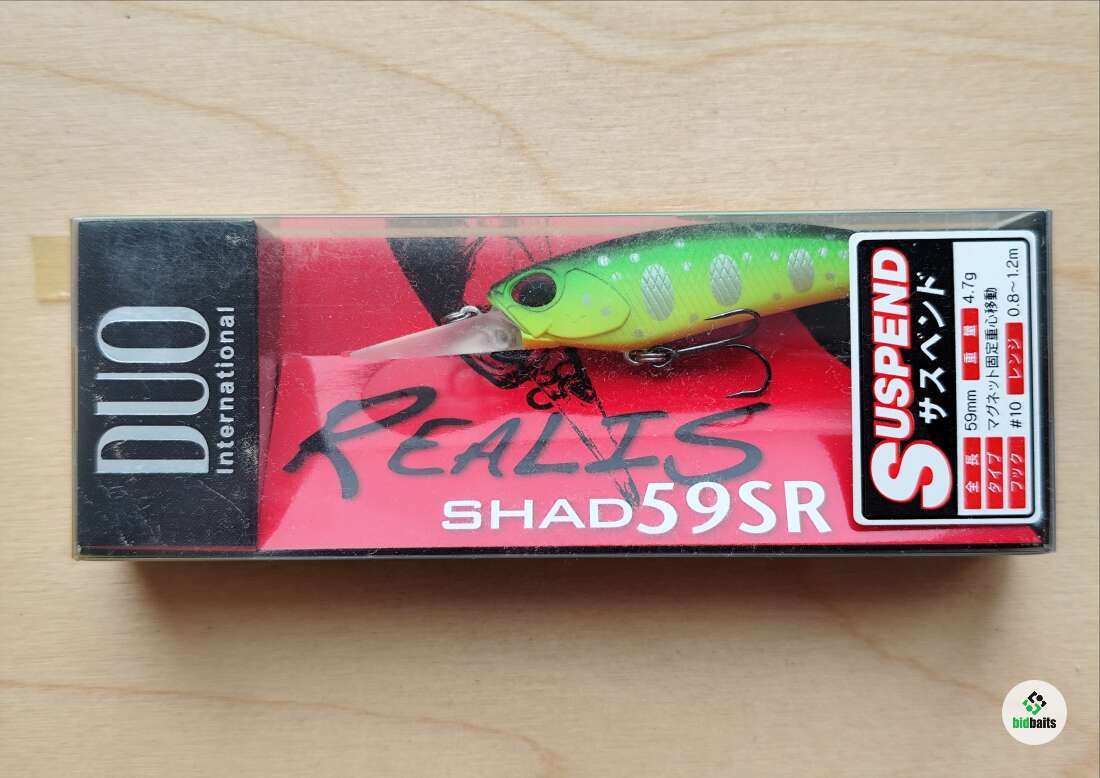 DUO
International
REALIS
SHAD59SR
SUSPEND
サスペンド
全長 59mm 重量 4.7g
タイプ マグネット固定重心移動
フック #10 レンジ 0.8～1.2m
bidbaits